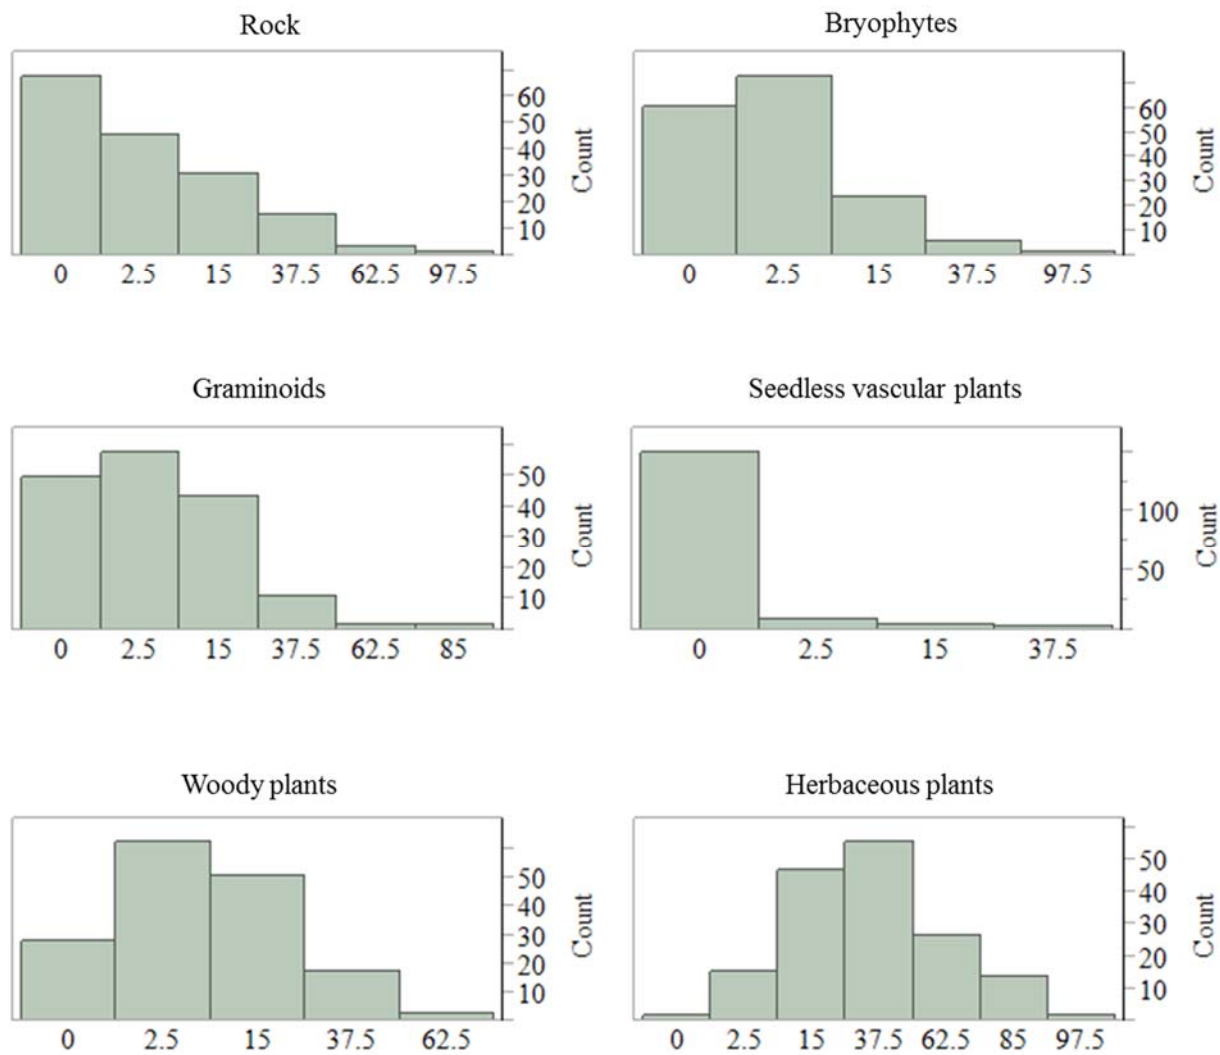 Rock
60
50
40
30
20
10
Count
0 2.5 15 37.5 62.5 97.5
Bryophytes
60
50
40
30
20
10
Count
0 2.5 15 37.5 97.5
Graminoids
50
40
30
20
10
Count
0 2.5 15 37.5 62.5 85
Seedless vascular plants
100
50
Count
0 2.5 15 37.5
Woody plants
50
40
30
20
10
Count
0 2.5 15 37.5 62.5
Herbaceous plants
50
40
30
20
10
Count
0 2.5 15 37.5 62.5 85 97.5